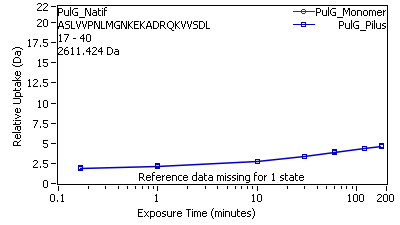 PulG_Natif
PulG_Monomer
ASLVVPNLMGNKEKADRQKVVSDL
PulG_Pilus
17 - 40
2611.424 Da
22
20
17.5
15
12.5
10
7.5
5
2.5
0
Relative Uptake (Da)
Reference data missing for 1 state
0.1
1
10
100
200
Exposure Time (minutes)